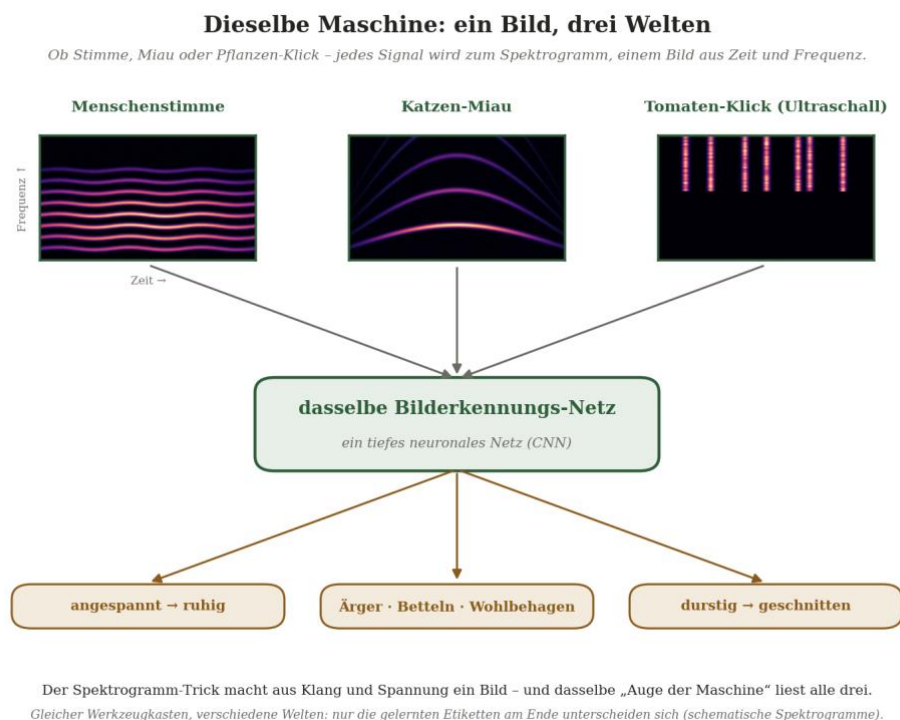 Dieselbe Maschine: ein Bild, drei Welten
Ob Stimme, Miau oder Pflanzen-Klick – jedes Signal wird zum Spektrogramm, einem Bild aus Zeit und Frequenz.
Menschenstimme
Katzen-Miau
Tomaten-Klick (Ultraschall)
Frequenz ↑
Zeit →
dasselbe Bilderkennungs-Netz
ein tiefes neuronales Netz (CNN)
angespannt → ruhig
Ärger · Betteln · Wohlbehagen
durstig → geschnitten
Der Spektrogramm-Trick macht aus Klang und Spannung ein Bild – und dasselbe „Auge der Maschine“ liest alle drei.
Gleicher Werkzeugkasten, verschiedene Welten: nur die gelernten Etiketten am Ende unterscheiden sich (schematische Spektrogramme).